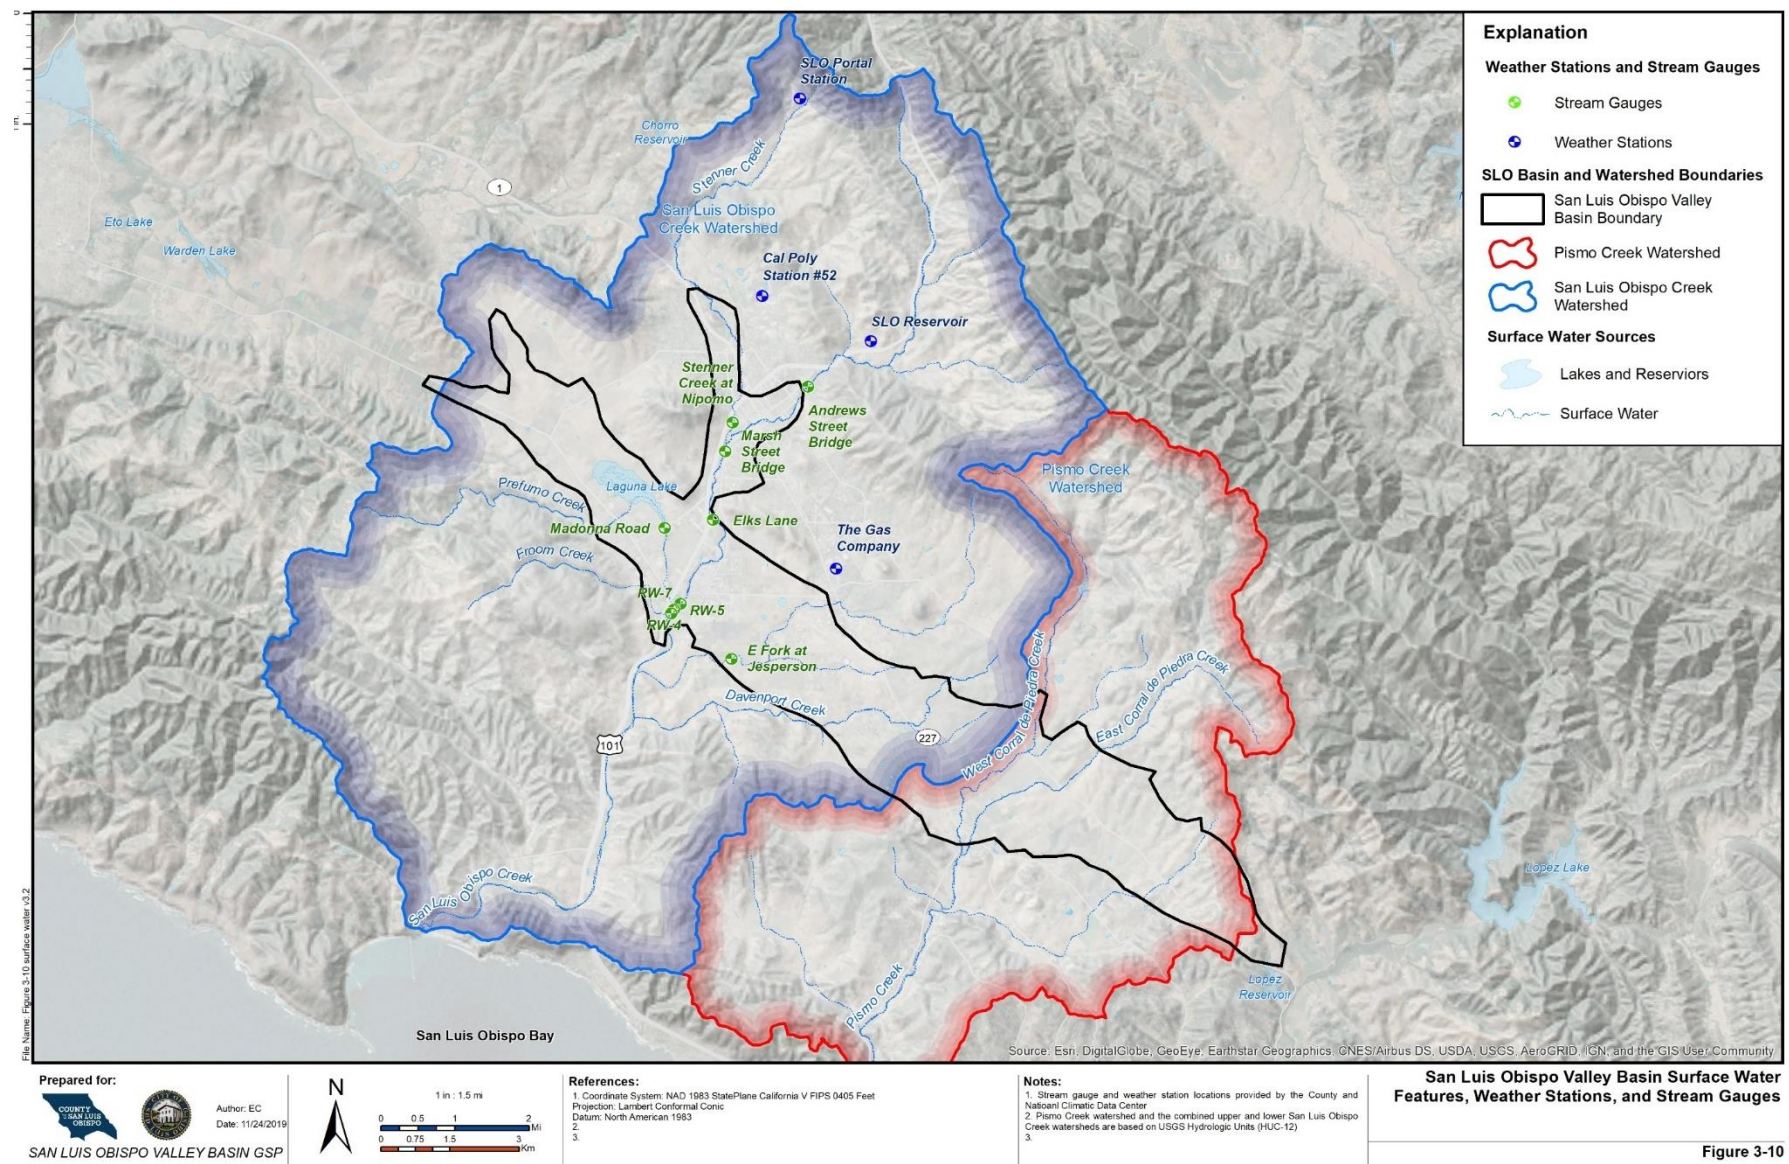 SLO Portal
Station
Chorro
Reservoir
Stenner Creek
1
San Luis Obispo
Creek Watershed
Eto Lake
Warden Lake
Cal Poly
Station #52
SLO Reservoir
Stenner
Creek at
Nipomo
Andrews
Street
Bridge
Marsh
Street
Bridge
Pismo Creek
Watershed
Laguna Lake
Prefumo Creek
Madonna Road
Elks Lane
The Gas
Company
Froom Creek
RW-7
RW-5
RW-4
E Fork at
Jesperson
Davenport Creek
West Corral de Piedra Creek
East Corral de Piedra Creek
227
101
San Luis Obispo Creek
Lopez Lake
Lopez
Reservoir
Pismo Creek
San Luis Obispo Bay
Source: Esri, DigitalGlobe, GeoEye, Earthstar Geographics, CNES/Airbus DS, USDA, USGS, AeroGRID, IGN, and the GIS User Community
Explanation
Weather Stations and Stream Gauges
Stream Gauges
Weather Stations
SLO Basin and Watershed Boundaries
San Luis Obispo Valley
Basin Boundary
Pismo Creek Watershed
San Luis Obispo Creek
Watershed
Surface Water Sources
Lakes and Reserviors
Surface Water
File Name: Figure 3-10 surface water v3.2
Prepared for:
COUNTY
OF SAN LUIS
OBISPO
Author: EC
Date: 11/24/2019
SAN LUIS OBISPO VALLEY BASIN GSP
N
1 in : 1.5 mi
0 0.5 1 2
Mi
0 0.75 1.5 3
Km
References:
1. Coordinate System: NAD 1983 StatePlane California V FIPS 0405 Feet
Projection: Lambert Conformal Conic
Datum: North American 1983
2.
3.
Notes:
1. Stream gauge and weather station locations provided by the County and
Natioanl Climatic Data Center
2. Pismo Creek watershed and the combined upper and lower San Luis Obispo
Creek watersheds are based on USGS Hydrologic Units (HUC-12)
3.
San Luis Obispo Valley Basin Surface Water
Features, Weather Stations, and Stream Gauges
Figure 3-10